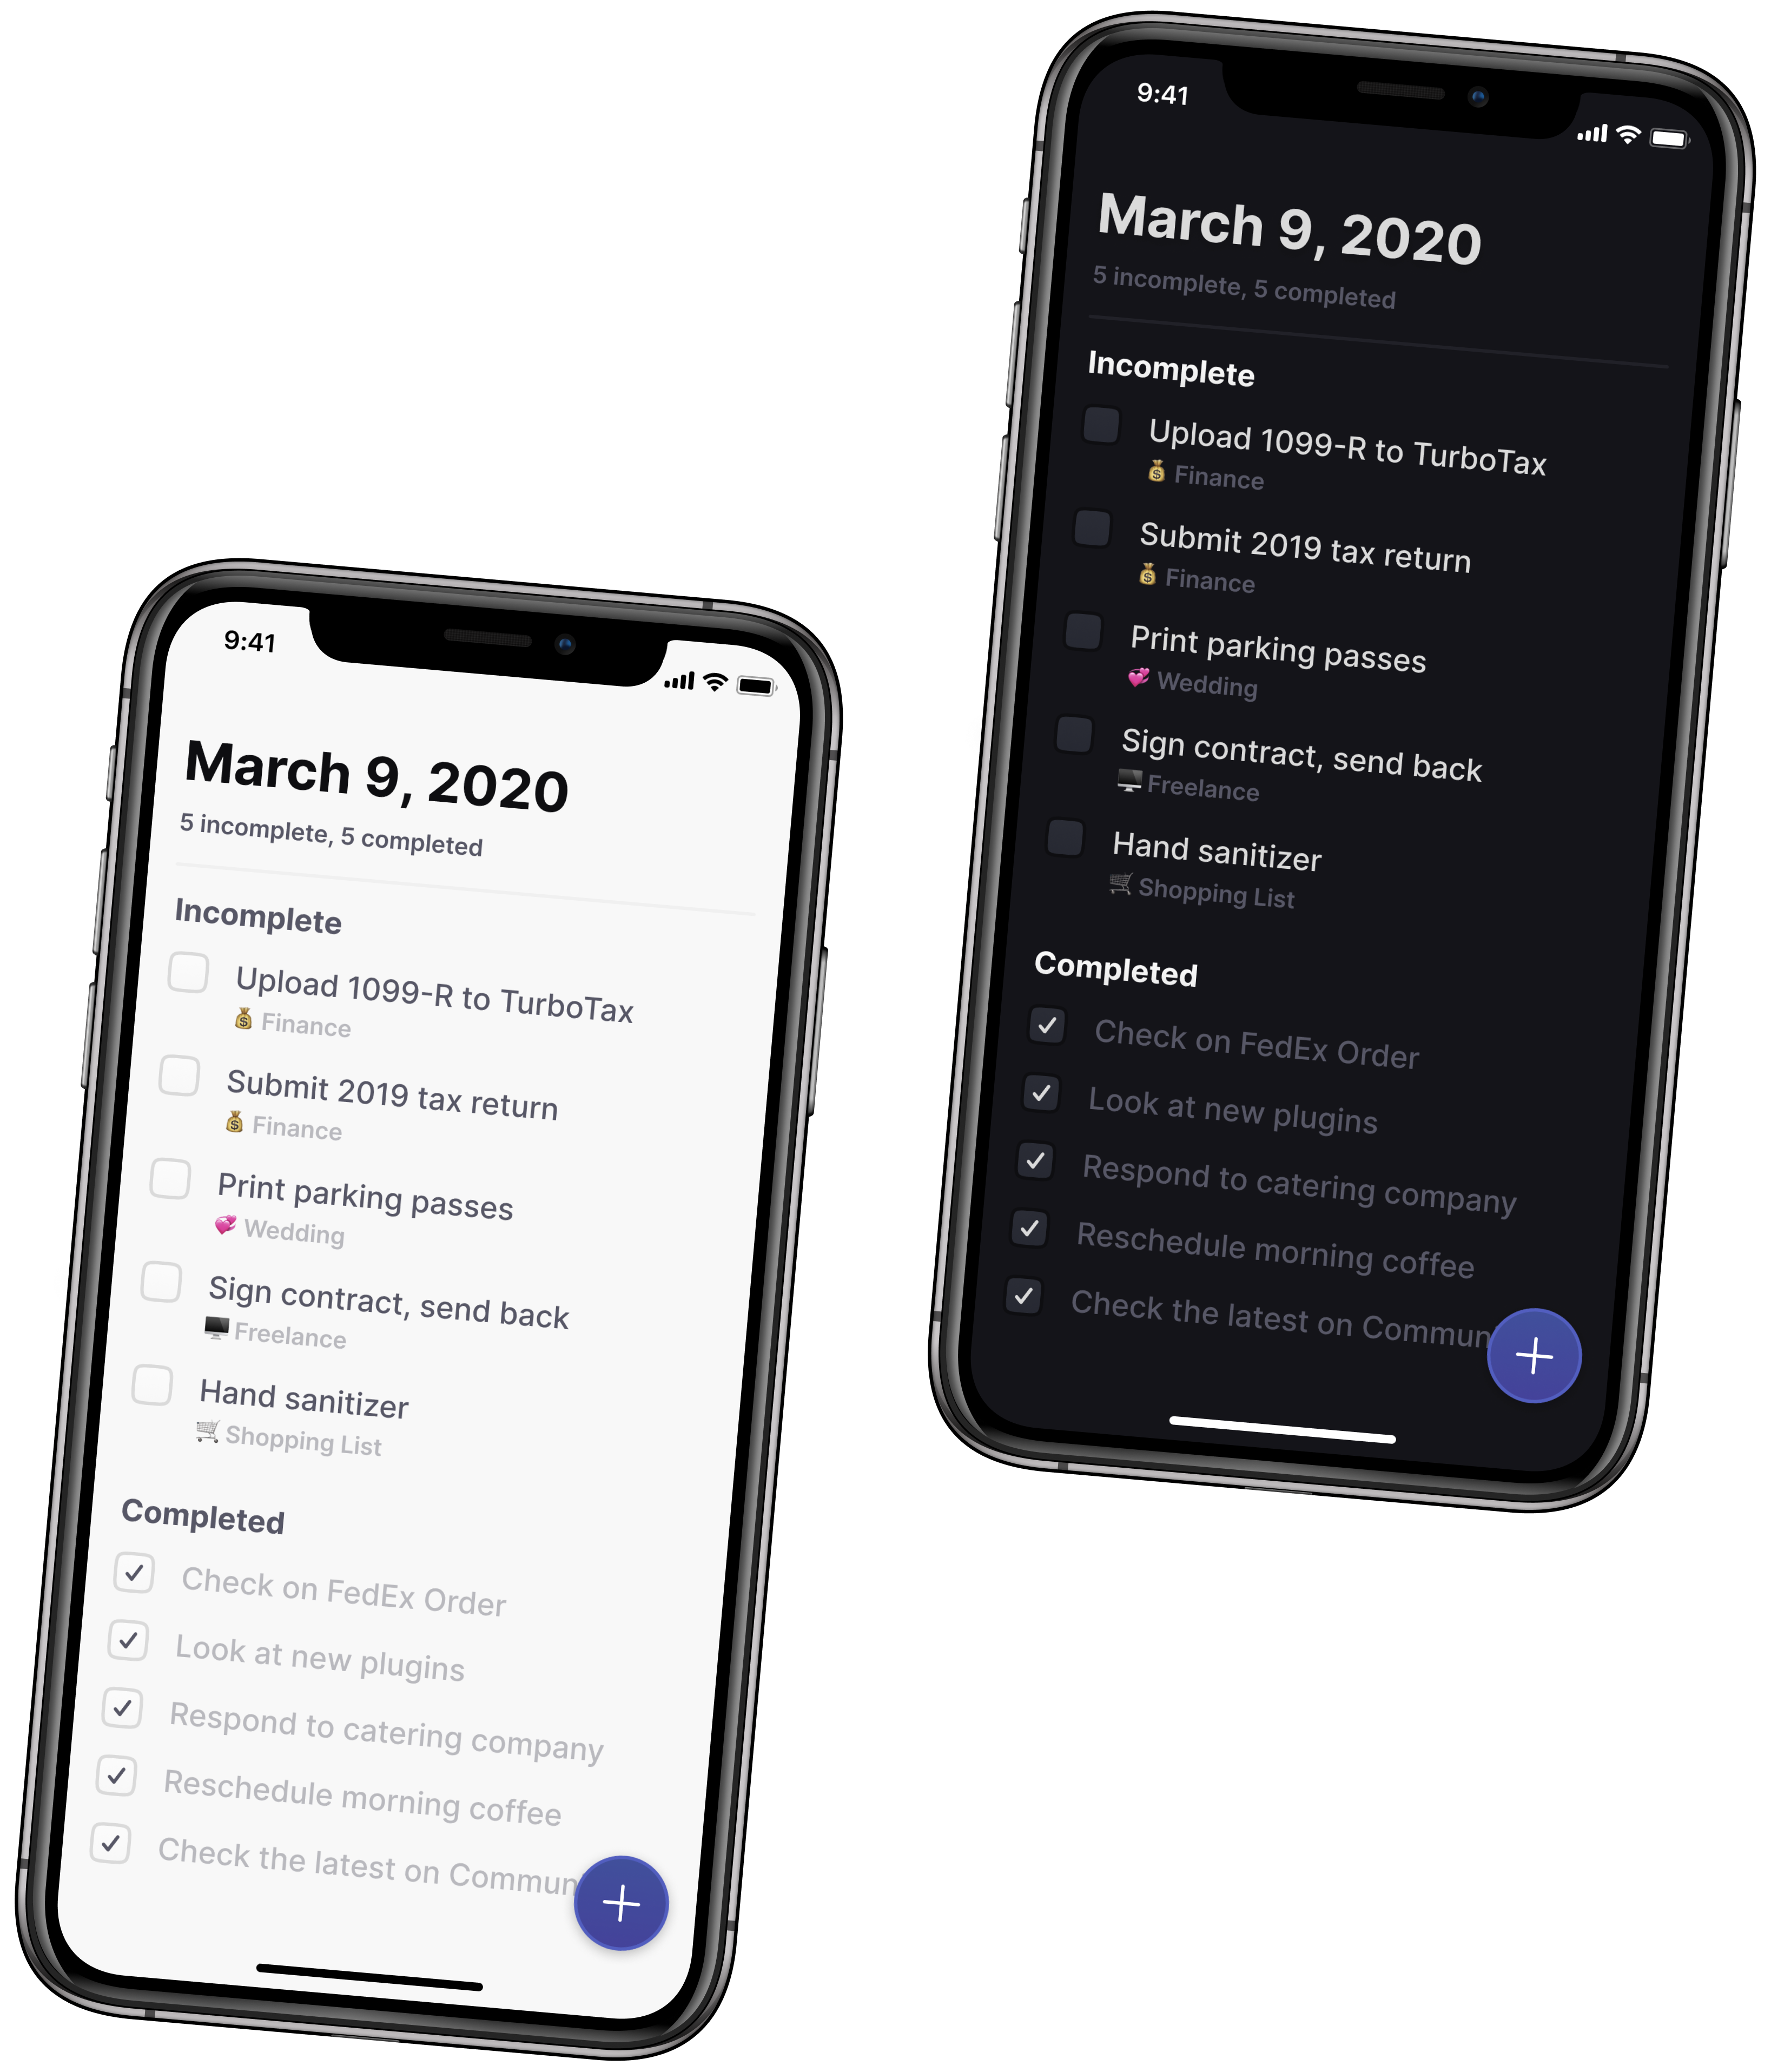 9:41
March 9, 2020
5 incomplete, 5 completed
Incomplete
Upload 1099-R to TurboTax
Finance
Submit 2019 tax return
Finance
Print parking passes
Wedding
Sign contract, send back
Freelance
Hand sanitizer
Shopping List
Completed
Check on FedEx Order
Look at new plugins
Respond to catering company
Reschedule morning coffee
Check the latest on
9:41
March 9, 2020
5 incomplete, 5 completed
Incomplete
Upload 1099-R to TurboTax
Finance
Submit 2019 tax return
Finance
Print parking passes
Wedding
Sign contract, send back
Freelance
Hand sanitizer
Shopping List
Completed
Check on FedEx Order
Look at new plugins
Respond to catering company
Reschedule morning coffee
Check the latest on